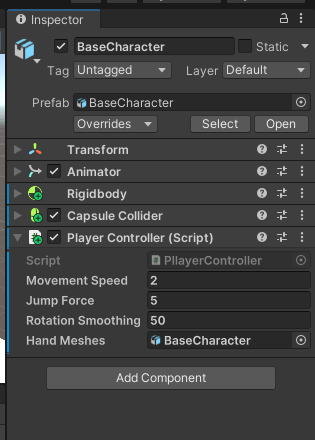 Inspector
BaseCharacter Static
Tag Untagged Layer Default
Prefab BaseCharacter
Overrides Select Open
Transform
Animator
Rigidbody
Capsule Collider
Pllayer Controller (Script)
Script PllayerController
Movement Speed 2
Jump Force 5
Rotation Smoothing 50
Hand Meshes BaseCharacter
Add Component